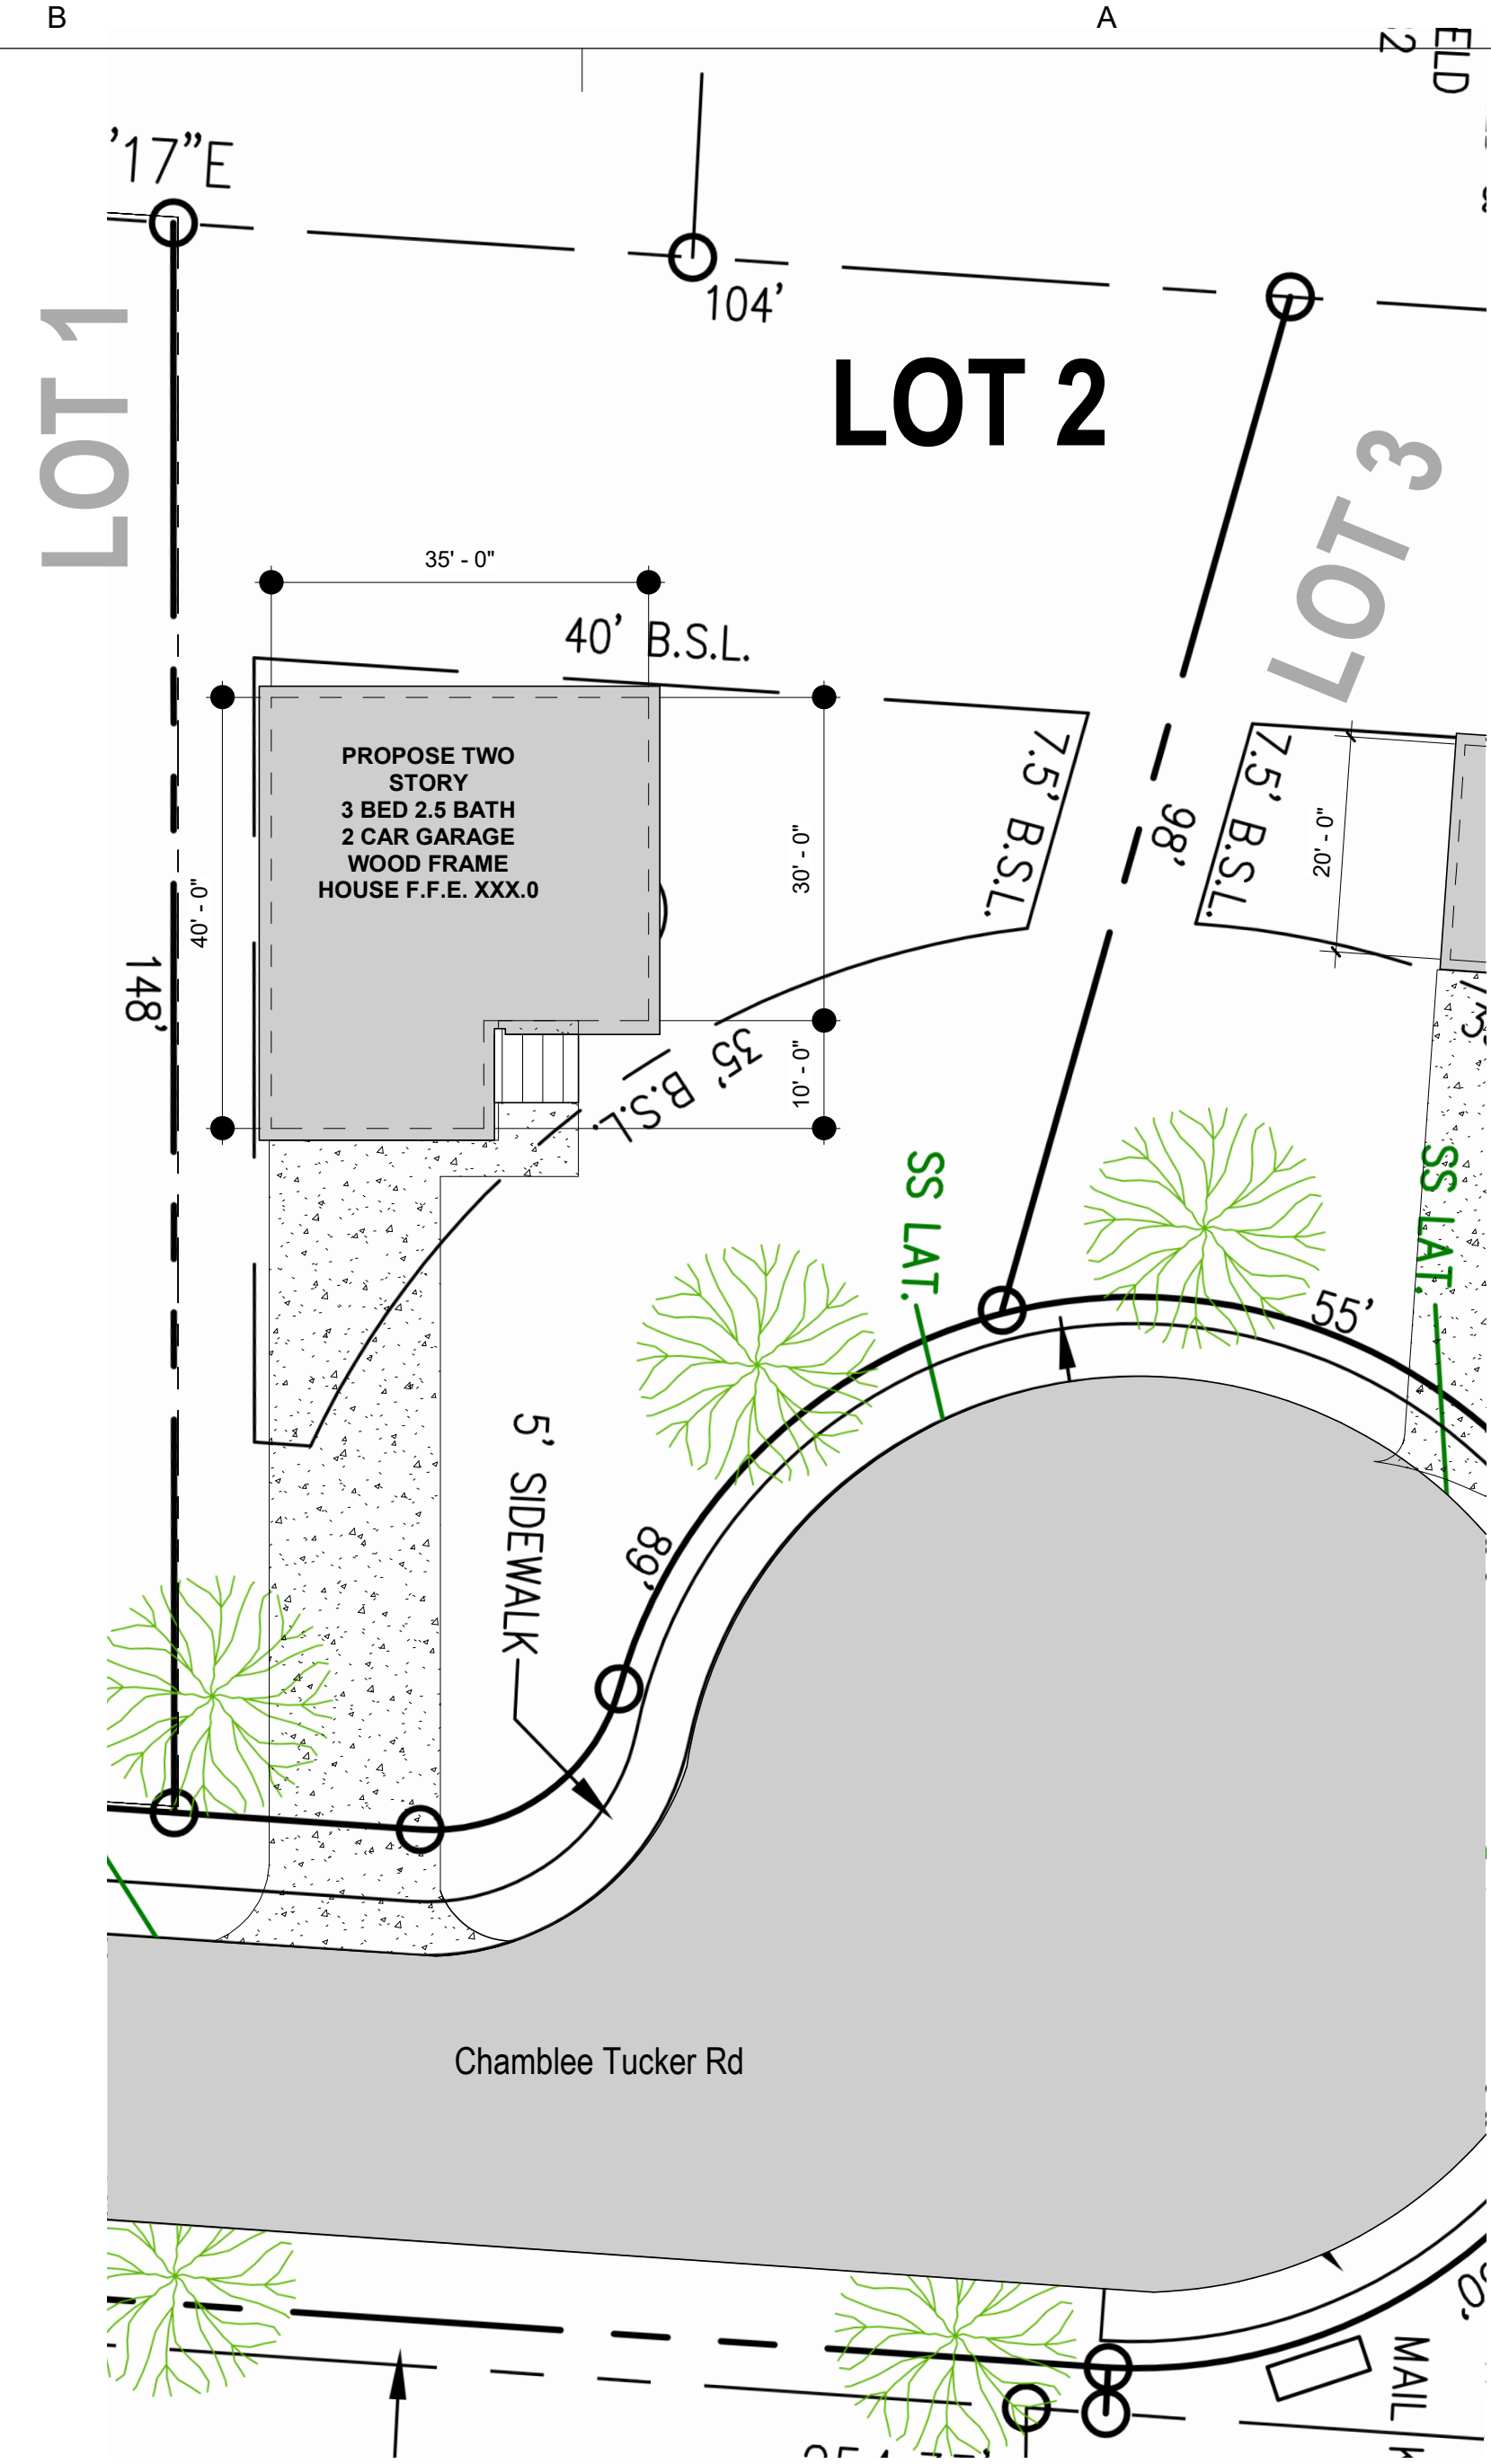 B
A
'17"E
104'
LOT 1
LOT 2
LOT 3
35' - 0"
40' B.S.L.
PROPOSE TWO
STORY
3 BED 2.5 BATH
2 CAR GARAGE
WOOD FRAME
HOUSE F.F.E. XXX.0
40' - 0"
30' - 0"
10' - 0"
7.5' B.S.L.
98'
7.5' B.S.L.
20' - 0"
148'
35' B.S.L.
SS LAT.
SS LAT.
55'
5' SIDEWALK
89'
Chamblee Tucker Rd
MAIL